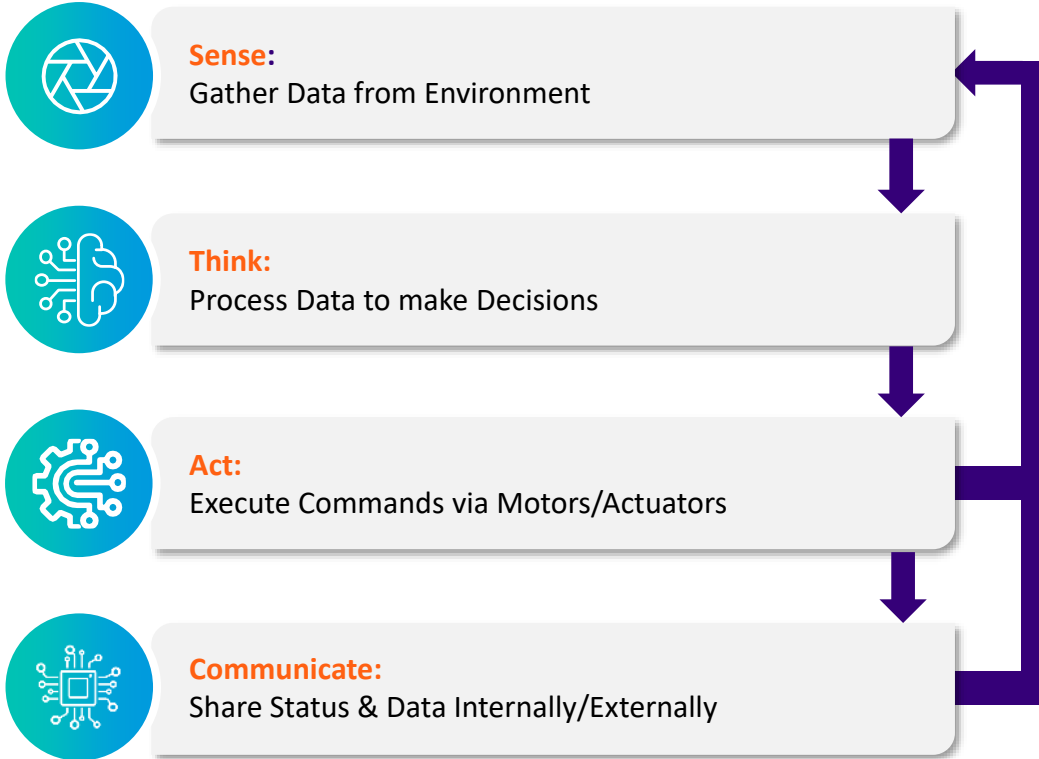 Sense:
Gather Data from Environment
Think:
Process Data to make Decisions
Act:
Execute Commands via Motors/Actuators
Communicate:
Share Status & Data Internally/Externally